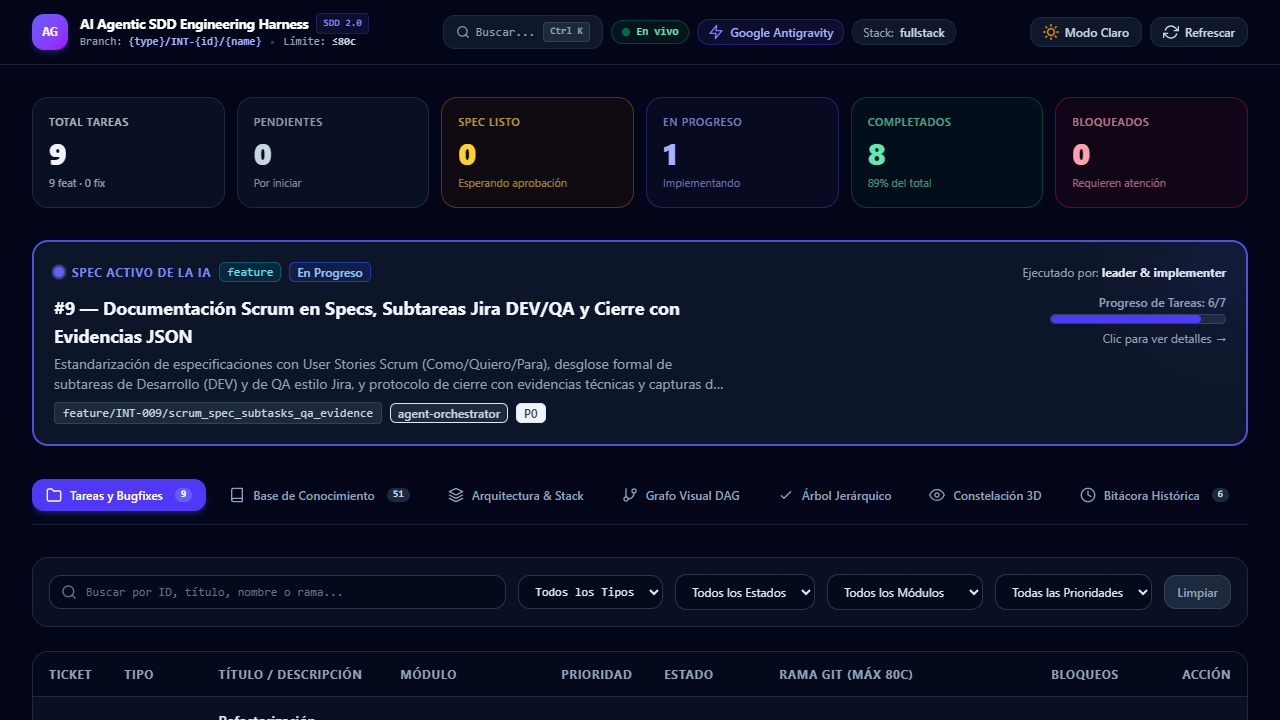 AG
AI Agentic SDD Engineering Harness
SDD 2.0
Branch: {type}/INT-{id}/{name} • Límite: ≤80c
Buscar... Ctrl K
En vivo
Google Antigravity
Stack: fullstack
Modo Claro
Refrescar
TOTAL TAREAS
9
9 feat · 0 fix
PENDIENTES
0
Por iniciar
SPEC LISTO
0
Esperando aprobación
EN PROGRESO
1
Implementando
COMPLETADOS
8
89% del total
BLOQUEADOS
0
Requieren atención
SPEC ACTIVO DE LA IA feature En Progreso
Ejecutado por: leader & implementer
#9 — Documentación Scrum en Specs, Subtareas Jira DEV/QA y Cierre con
Evidencias JSON
Progreso de Tareas: 6/7
Clic para ver detalles →
Estandarización de especificaciones con User Stories Scrum (Como/Quiero/Para), desglose formal de
subtareas de Desarrollo (DEV) y de QA estilo Jira, y protocolo de cierre con evidencias técnicas y capturas d...
feature/INT-009/scrum_spec_subtasks_qa_evidence agent-orchestrator P0
Tareas y Bugfixes 9
Base de Conocimiento 51
Arquitectura & Stack
Grafo Visual DAG
Árbol Jerárquico
Constelación 3D
Bitácora Histórica 6
Buscar por ID, título, nombre o rama...
Todos los Tipos
Todos los Estados
Todos los Módulos
Todas las Prioridades
Limpiar
TICKET TIPO TÍTULO / DESCRIPCIÓN MÓDULO PRIORIDAD ESTADO RAMA GIT (MÁX 80C) BLOQUEOS ACCIÓN
Refactorización